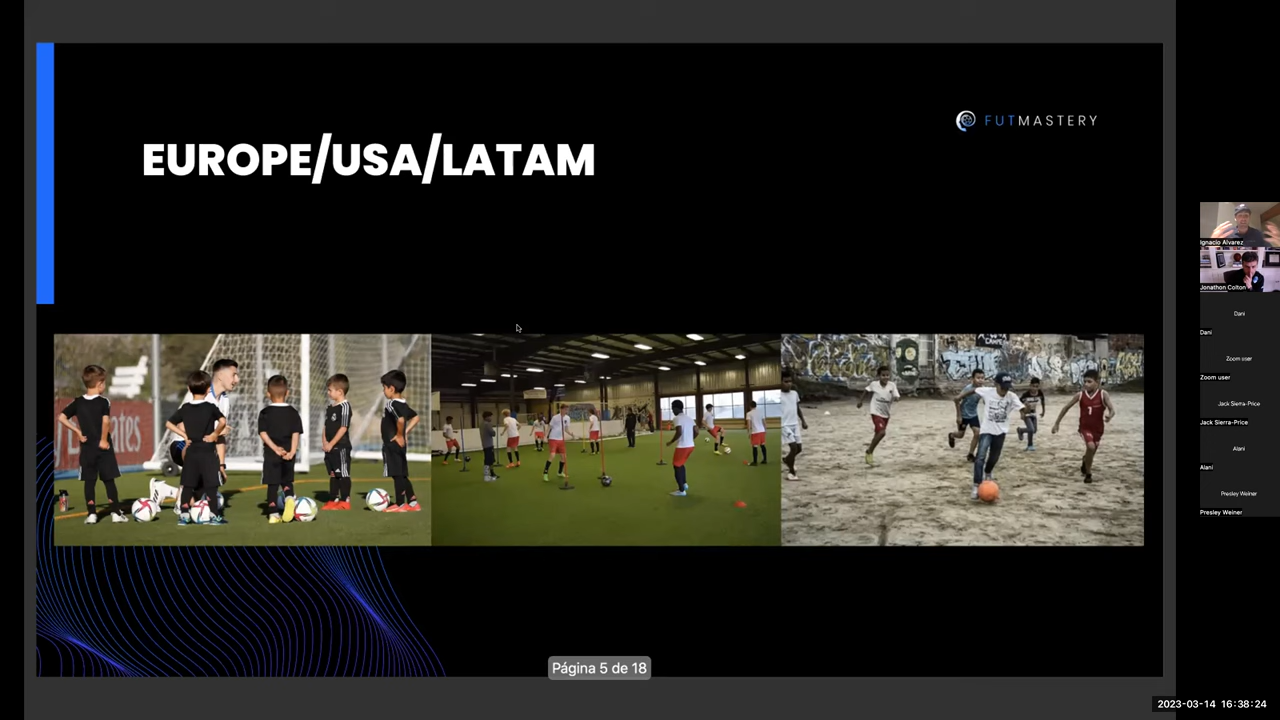 FUTMASTERY
EUROPE/USA/LATAM
Página 5 de 18
Ignacio Alvarez
Jonathon Colton
Dani
Dani
Zoom user
Zoom user
Jack Sierra-Price
Jack Sierra-Price
Alani
Alani
Presley Weiner
Presley Weiner
2023-03-14 16:38:24